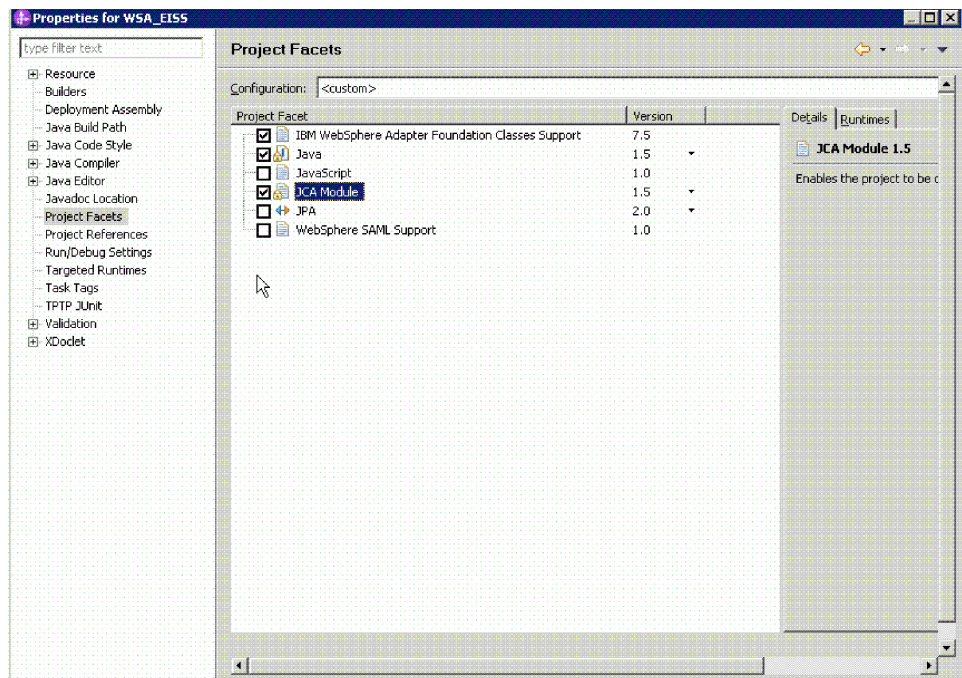 Properties for WSA_EISS
type filter text
Resource
Builders
Deployment Assembly
Java Build Path
Java Code Style
Java Compiler
Java Editor
Javadoc Location
Project Facets
Project References
Run/Debug Settings
Targeted Runtimes
Task Tags
TPTP JUnit
Validation
XDoclet
Project Facets
Configuration: <custom>
Project Facet Version
IBM WebSphere Adapter Foundation Classes Support 7.5
Java 1.5
JavaScript 1.0
JCA Module 1.5
JPA 2.0
WebSphere SAML Support 1.0
Details Runtimes
JCA Module 1.5
Enables the project to be d